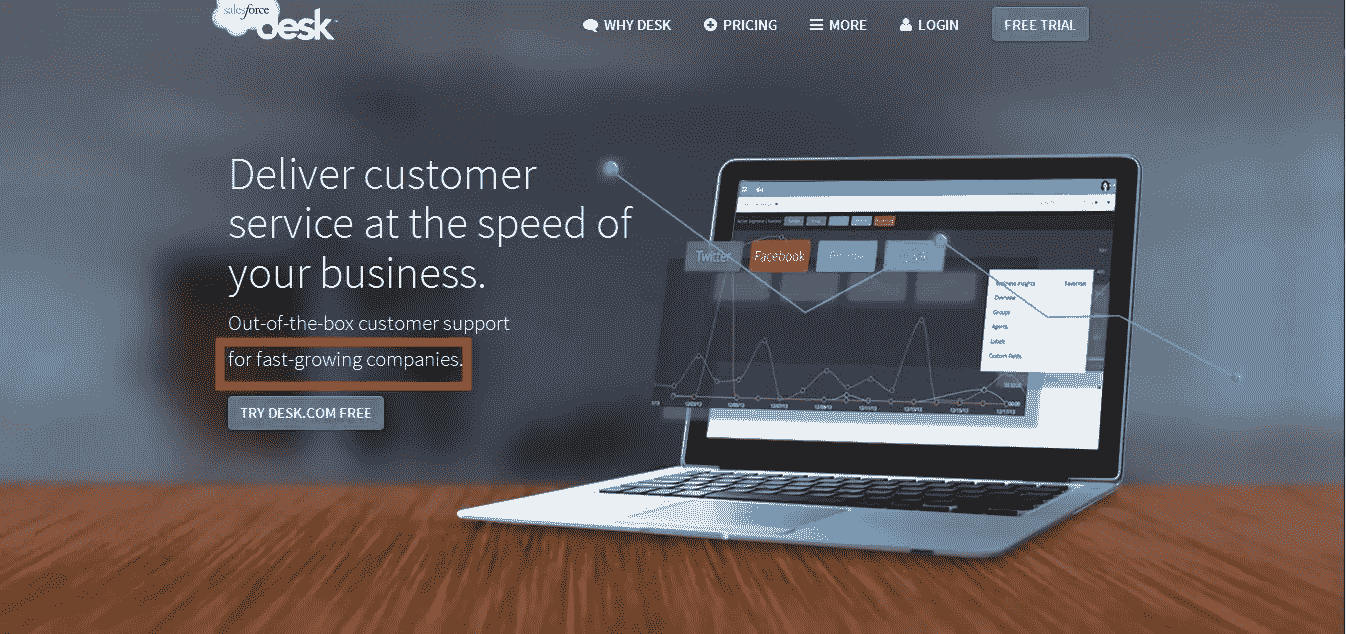 salesforce
desk
WHY DESK
PRICING
MORE
LOGIN
FREE TRIAL
Deliver customer
service at the speed of
your business.
Out-of-the-box customer support
for fast-growing companies.
TRY DESK.COM FREE
Twitter
Facebook
Business Insights
Favorites
Overview
Groups
Agents
Labels
Custom Fields